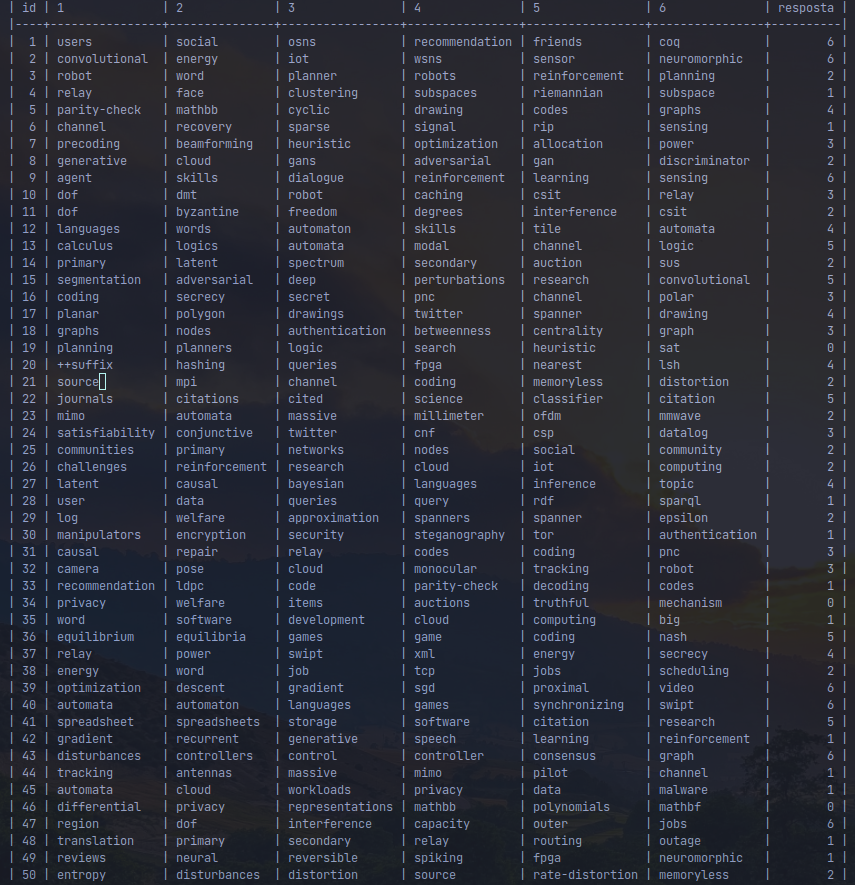 | id | 1 | 2 | 3 | 4 | 5 | 6 | resposta |
|----+----------------+---------------+-----------------+----------------+-----------------+----------------+----------|
| 1 | users | social | osns | recommendation | friends | coq | 6 |
| 2 | convolutional | energy | iot | wsns | sensor | neuromorphic | 6 |
| 3 | robot | word | planner | robots | reinforcement | planning | 2 |
| 4 | relay | face | clustering | subspaces | riemannian | subspace | 1 |
| 5 | parity-check | mathbb | cyclic | drawing | codes | graphs | 4 |
| 6 | channel | recovery | sparse | signal | rip | sensing | 1 |
| 7 | precoding | beamforming | heuristic | optimization | allocation | power | 3 |
| 8 | generative | cloud | gans | adversarial | gan | discriminator | 2 |
| 9 | agent | skills | dialogue | reinforcement | learning | sensing | 6 |
| 10 | dof | dmt | robot | caching | csit | relay | 3 |
| 11 | dof | byzantine | freedom | degrees | interference | csit | 2 |
| 12 | languages | words | automaton | skills | tile | automata | 4 |
| 13 | calculus | logics | automata | modal | channel | logic | 5 |
| 14 | primary | latent | spectrum | secondary | auction | sus | 2 |
| 15 | segmentation | adversarial | deep | perturbations | research | convolutional | 5 |
| 16 | coding | secrecy | secret | pnc | channel | polar | 3 |
| 17 | planar | polygon | drawings | twitter | spanner | drawing | 4 |
| 18 | graphs | nodes | authentication | betweenness | centrality | graph | 3 |
| 19 | planning | planners | logic | search | heuristic | sat | 0 |
| 20 | ++suffix | hashing | queries | fpga | nearest | lsh | 4 |
| 21 | source | mpi | channel | coding | memoryless | distortion | 2 |
| 22 | journals | citations | cited | science | classifier | citation | 5 |
| 23 | mimo | automata | massive | millimeter | ofdm | mmwave | 2 |
| 24 | satisfiability | conjunctive | twitter | cnf | csp | datalog | 3 |
| 25 | communities | primary | networks | nodes | social | community | 2 |
| 26 | challenges | reinforcement | research | cloud | iot | computing | 2 |
| 27 | latent | causal | bayesian | languages | inference | topic | 4 |
| 28 | user | data | queries | query | rdf | sparql | 1 |
| 29 | log | welfare | approximation | spanners | spanner | epsilon | 2 |
| 30 | manipulators | encryption | security | steganography | tor | authentication | 1 |
| 31 | causal | repair | relay | codes | coding | pnc | 3 |
| 32 | camera | pose | cloud | monocular | tracking | robot | 3 |
| 33 | recommendation | ldpc | code | parity-check | decoding | codes | 1 |
| 34 | privacy | welfare | items | auctions | truthful | mechanism | 0 |
| 35 | word | software | development | cloud | computing | big | 1 |
| 36 | equilibrium | equilibria | games | game | coding | nash | 5 |
| 37 | relay | power | swipt | xml | energy | secrecy | 4 |
| 38 | energy | word | job | tcp | jobs | scheduling | 2 |
| 39 | optimization | descent | gradient | sgd | proximal | video | 6 |
| 40 | automata | automaton | languages | games | synchronizing | swipt | 6 |
| 41 | spreadsheet | spreadsheets | storage | software | citation | research | 5 |
| 42 | gradient | recurrent | generative | speech | learning | reinforcement | 1 |
| 43 | disturbances | controllers | control | controller | consensus | graph | 6 |
| 44 | tracking | antennas | massive | mimo | pilot | channel | 1 |
| 45 | automata | cloud | workloads | privacy | data | malware | 1 |
| 46 | differential | privacy | representations | mathbb | polynomials | mathbf | 0 |
| 47 | region | dof | interference | capacity | outer | jobs | 6 |
| 48 | translation | primary | secondary | relay | routing | outage | 1 |
| 49 | reviews | neural | reversible | spiking | fpga | neuromorphic | 1 |
| 50 | entropy | disturbances | distortion | source | rate-distortion | memoryless | 2 |